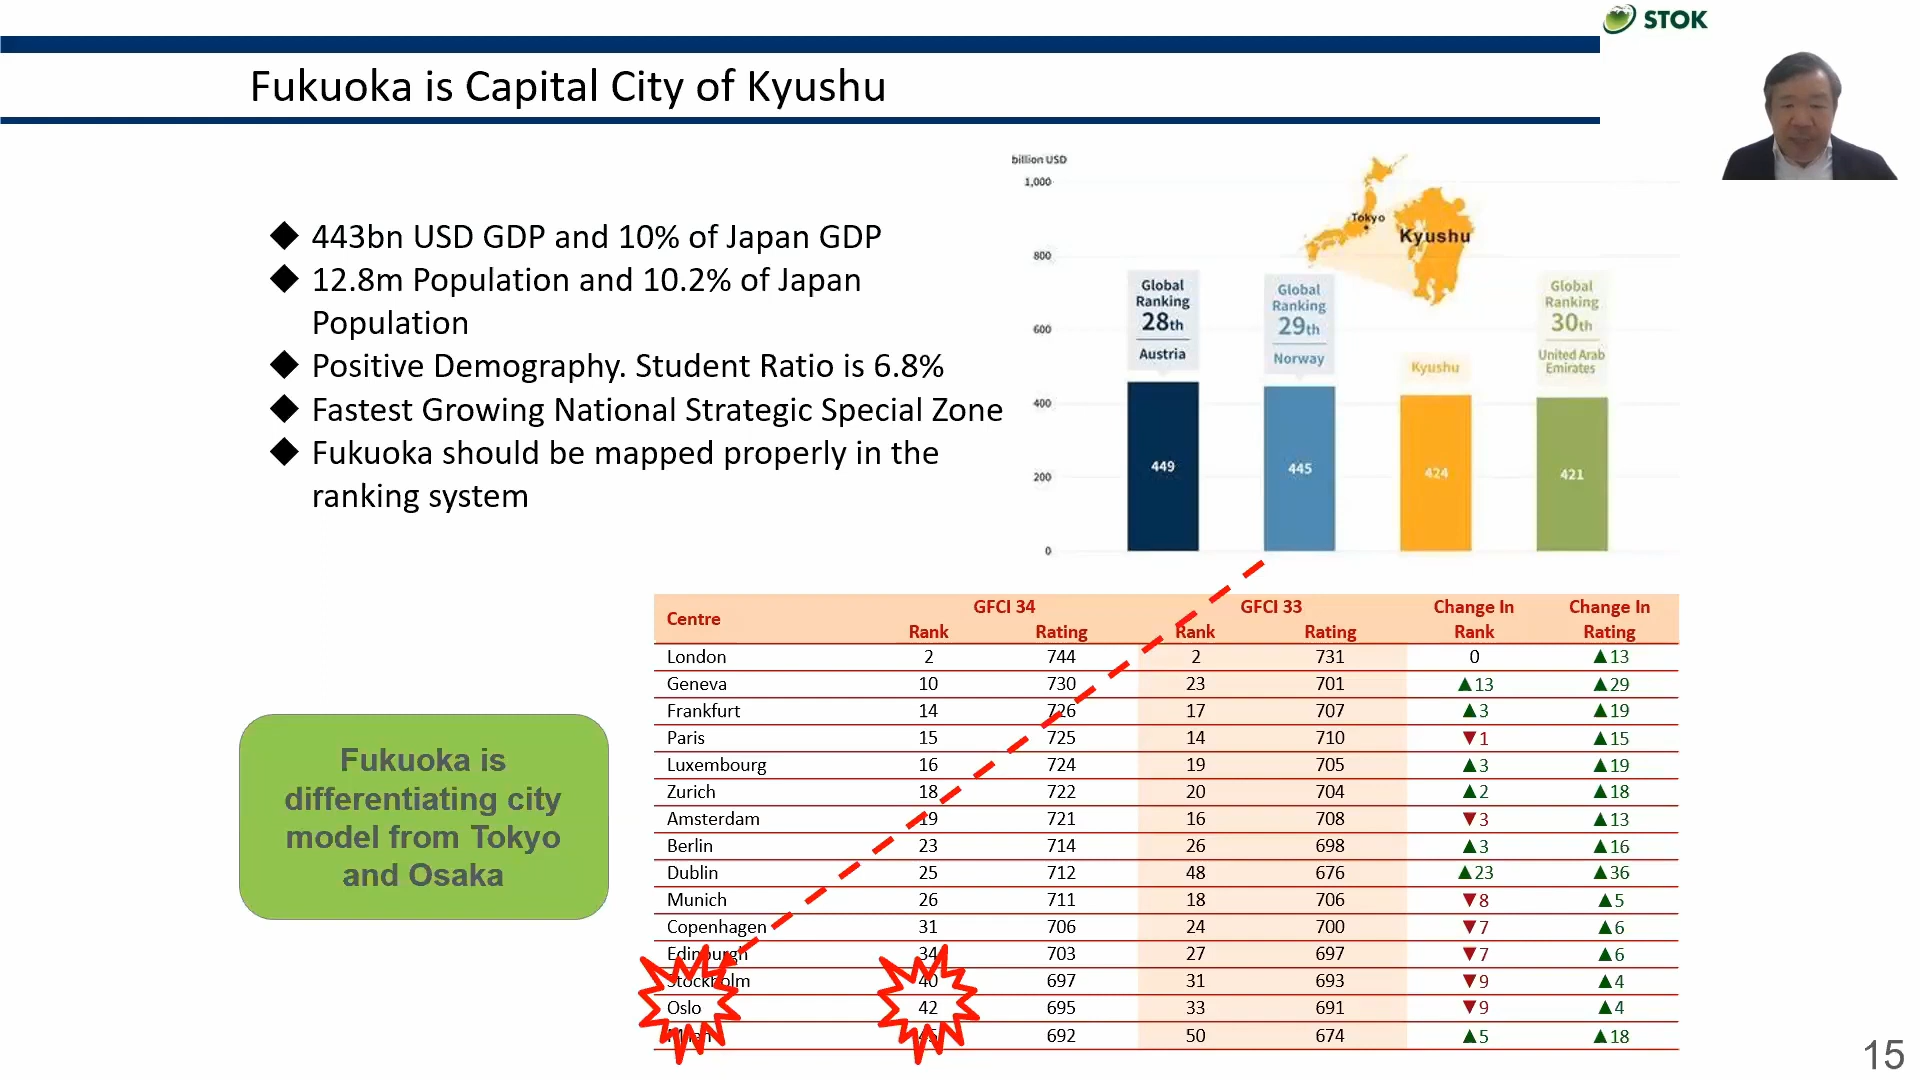 STOK
Fukuoka is Capital City of Kyushu
◆ 443bn USD GDP and 10% of Japan GDP
◆ 12.8m Population and 10.2% of Japan
Population
◆ Positive Demography. Student Ratio is 6.8%
◆ Fastest Growing National Strategic Special Zone
◆ Fukuoka should be mapped properly in the
ranking system
billion USD
1,000
800
600
400
200
0
Tokyo
Kyushu
Global
Ranking
28th
Austria
449
Global
Ranking
29th
Norway
445
Kyushu
424
Global
Ranking
30th
United Arab
Emirates
421
Fukuoka is
differentiating city
model from Tokyo
and Osaka
Centre GFCI 34 GFCI 33 Change In Change In
Rank Rating Rank Rating Rank Rating
London 2 744 2 731 0 ▲13
Geneva 10 730 23 701 ▲13 ▲29
Frankfurt 14 726 17 707 ▲3 ▲19
Paris 15 725 14 710 ▼1 ▲15
Luxembourg 16 724 19 705 ▲3 ▲19
Zurich 18 722 20 704 ▲2 ▲18
Amsterdam 19 721 16 708 ▼3 ▲13
Berlin 23 714 26 698 ▲3 ▲16
Dublin 25 712 48 676 ▲23 ▲36
Munich 26 711 18 706 ▼8 ▲5
Copenhagen 31 706 24 700 ▼7 ▲6
Edinburgh 34 703 27 697 ▼7 ▲6
Stockholm 40 697 31 693 ▼9 ▲4
Oslo 42 695 33 691 ▼9 ▲4
692 50 674 ▲5 ▲18
15